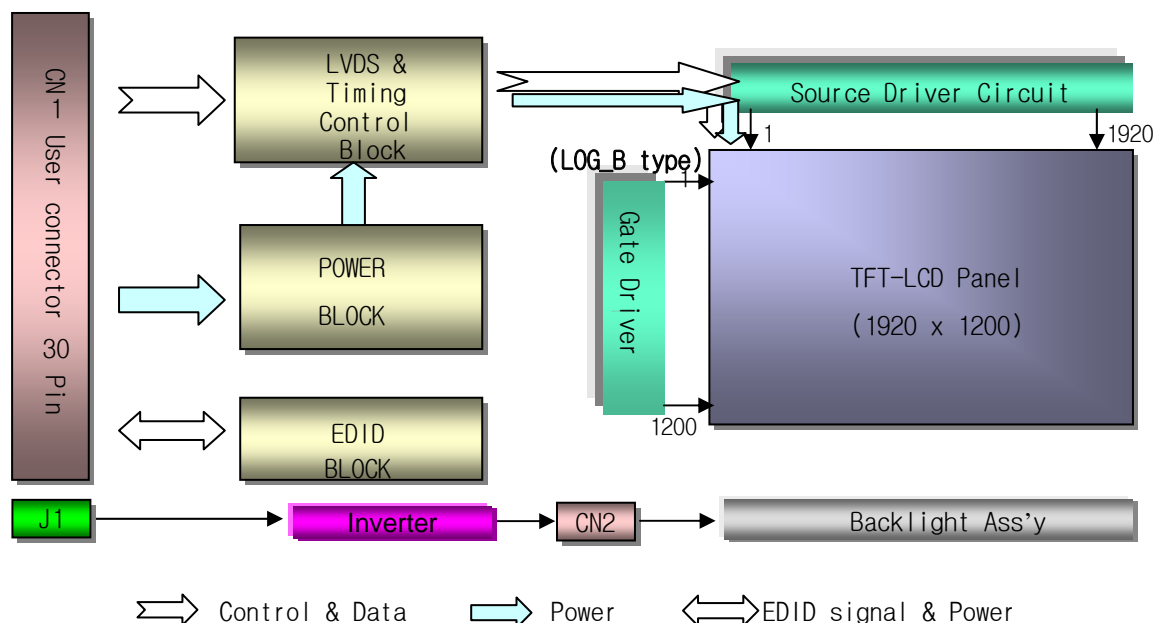 CN-1 User connector 30 Pin
LVDS &
Timing
Control
Block
Source Driver Circuit
1
1920
(LOG_B type)
1
Gate Driver
1200
POWER
BLOCK
TFT-LCD Panel
(1920 x 1200)
EDID
BLOCK
J1
Inverter
CN2
Backlight Ass'y
Control & Data
Power
EDID signal & Power